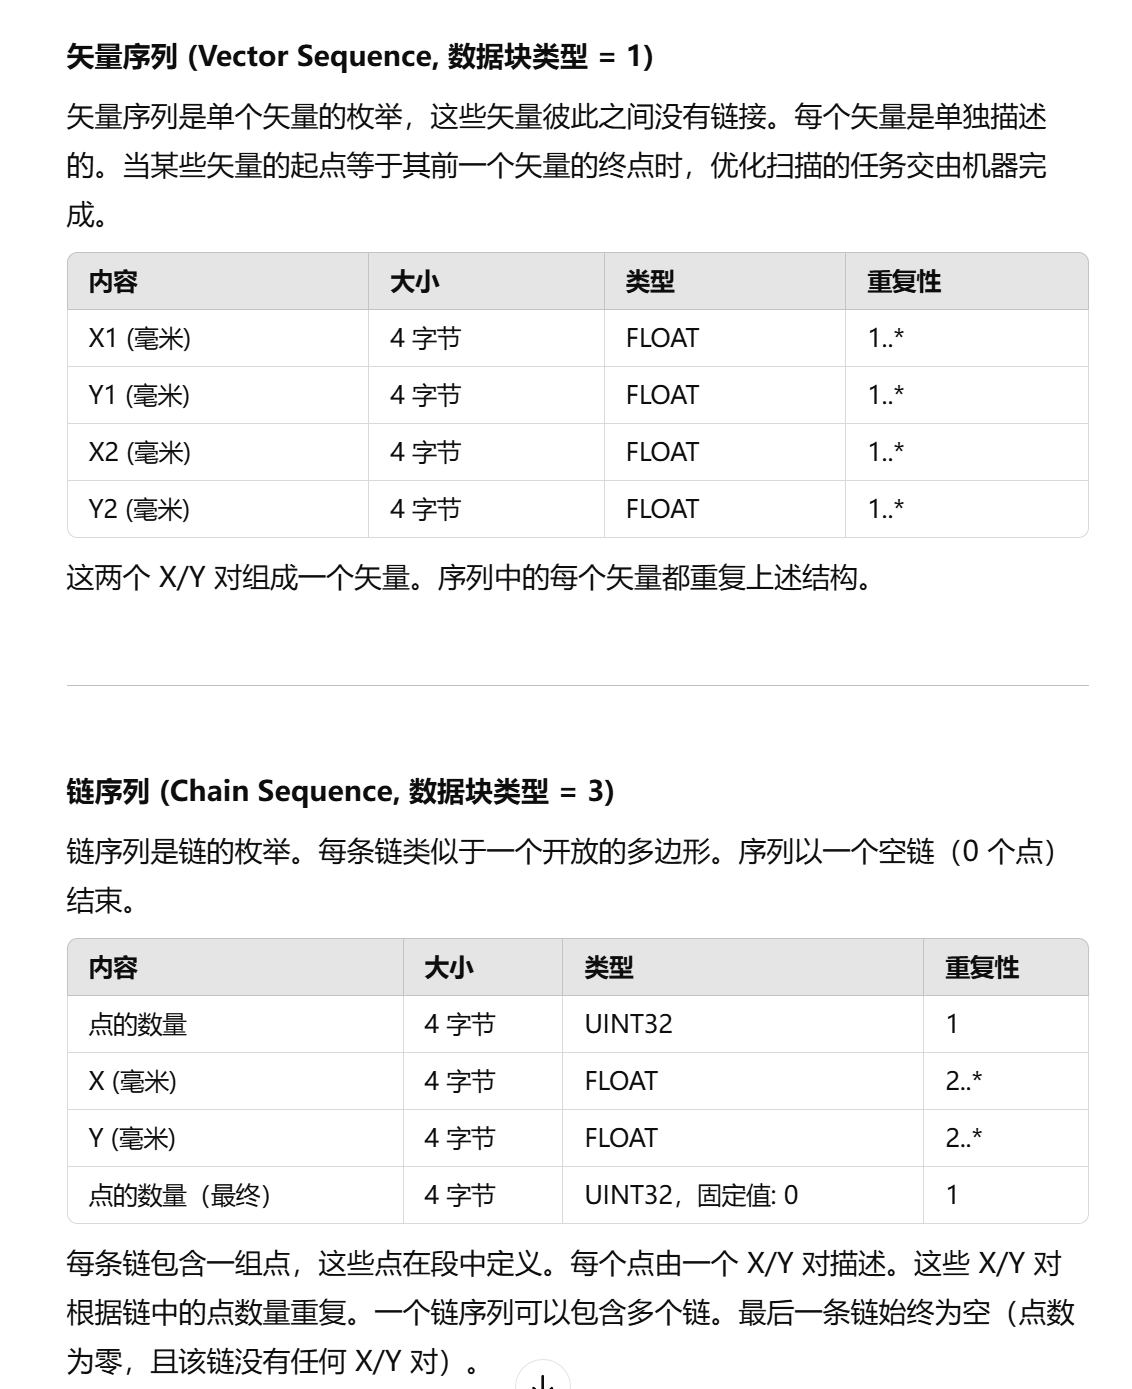 矢量序列 (Vector Sequence, 数据块类型 = 1)
矢量序列是单个矢量的枚举，这些矢量彼此之间没有链接。每个矢量是单独描述
的。当某些矢量的起点等于其前一个矢量的终点时，优化扫描的任务交由机器完
成。
内容 大小 类型 重复性
X1 (毫米) 4 字节 FLOAT 1..*
Y1 (毫米) 4 字节 FLOAT 1..*
X2 (毫米) 4 字节 FLOAT 1..*
Y2 (毫米) 4 字节 FLOAT 1..*
这两个 X/Y 对组成一个矢量。序列中的每个矢量都重复上述结构。
链序列 (Chain Sequence, 数据块类型 = 3)
链序列是链的枚举。每条链类似于一个开放的多边形。序列以一个空链（0 个点）
结束。
内容 大小 类型 重复性
点的数量 4 字节 UINT32 1
X (毫米) 4 字节 FLOAT 2..*
Y (毫米) 4 字节 FLOAT 2..*
点的数量（最终） 4 字节 UINT32，固定值: 0 1
每条链包含一组点，这些点在段中定义。每个点由一个 X/Y 对描述。这些 X/Y 对
根据链中的点数量重复。一个链序列可以包含多个链。最后一条链始终为空（点数
为零，且该链没有任何 X/Y 对）。